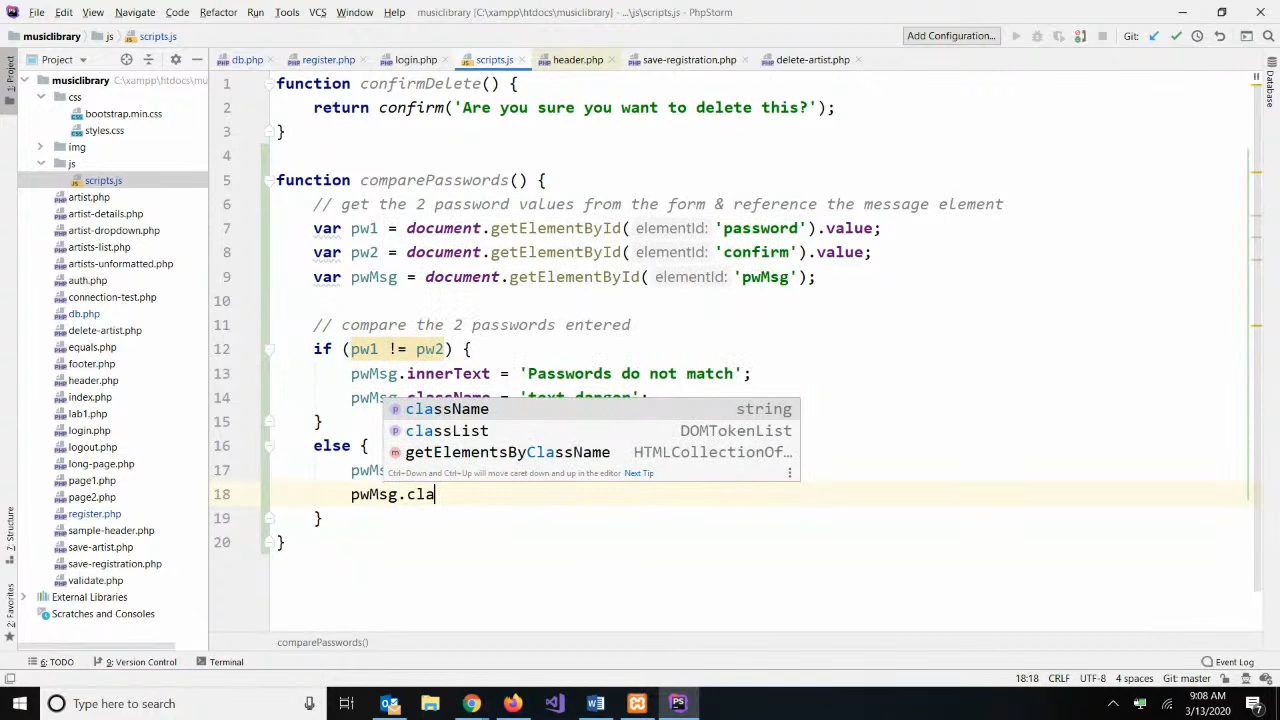 File Edit View Navigate Code Refactor Run Tools VCS Window Help musiclibrary [C:\xampp\htdocs\musiclibrary] - ...\js\scripts.js - PhpStorm
musiclibrary js scripts.js Add Configuration... Git:
Project db.php register.php login.php scripts.js header.php save-registration.php delete-artist.php
1: Project
Database
7: Structure
2: Favorites
musiclibrary C:\xampp\htdocs\mus
css
bootstrap.min.css
styles.css
img
js
scripts.js
artist.php
artist-details.php
artist-dropdown.php
artists-list.php
artists-unformatted.php
auth.php
connection-test.php
db.php
delete-artist.php
equals.php
footer.php
header.php
index.php
lab1.php
login.php
logout.php
long-page.php
page1.php
page2.php
register.php
sample-header.php
save-artist.php
save-registration.php
validate.php
External Libraries
Scratches and Consoles
1 function confirmDelete() {
2 return confirm('Are you sure you want to delete this?');
3 }
4
5 function comparePasswords() {
6 // get the 2 password values from the form & reference the message element
7 var pw1 = document.getElementById( elementId: 'password').value;
8 var pw2 = document.getElementById( elementId: 'confirm').value;
9 var pwMsg = document.getElementById( elementId: 'pwMsg');
10
11 // compare the 2 passwords entered
12 if (pw1 != pw2) {
13 pwMsg.innerText = 'Passwords do not match';
14 pwMsg.className = 'text-danger';
15 }
16 else {
17 pwMs
18 pwMsg.cla
19 }
20 }
className string
classList DOMTokenList
getElementsByClassName HTMLCollectionOf...
Ctrl+Down and Ctrl+Up will move caret down and up in the editor Next Tip
comparePasswords()
6: TODO 9: Version Control Terminal Event Log
18:18 CRLF UTF-8 4 spaces Git: master
Type here to search
9:08 AM
3/13/2020